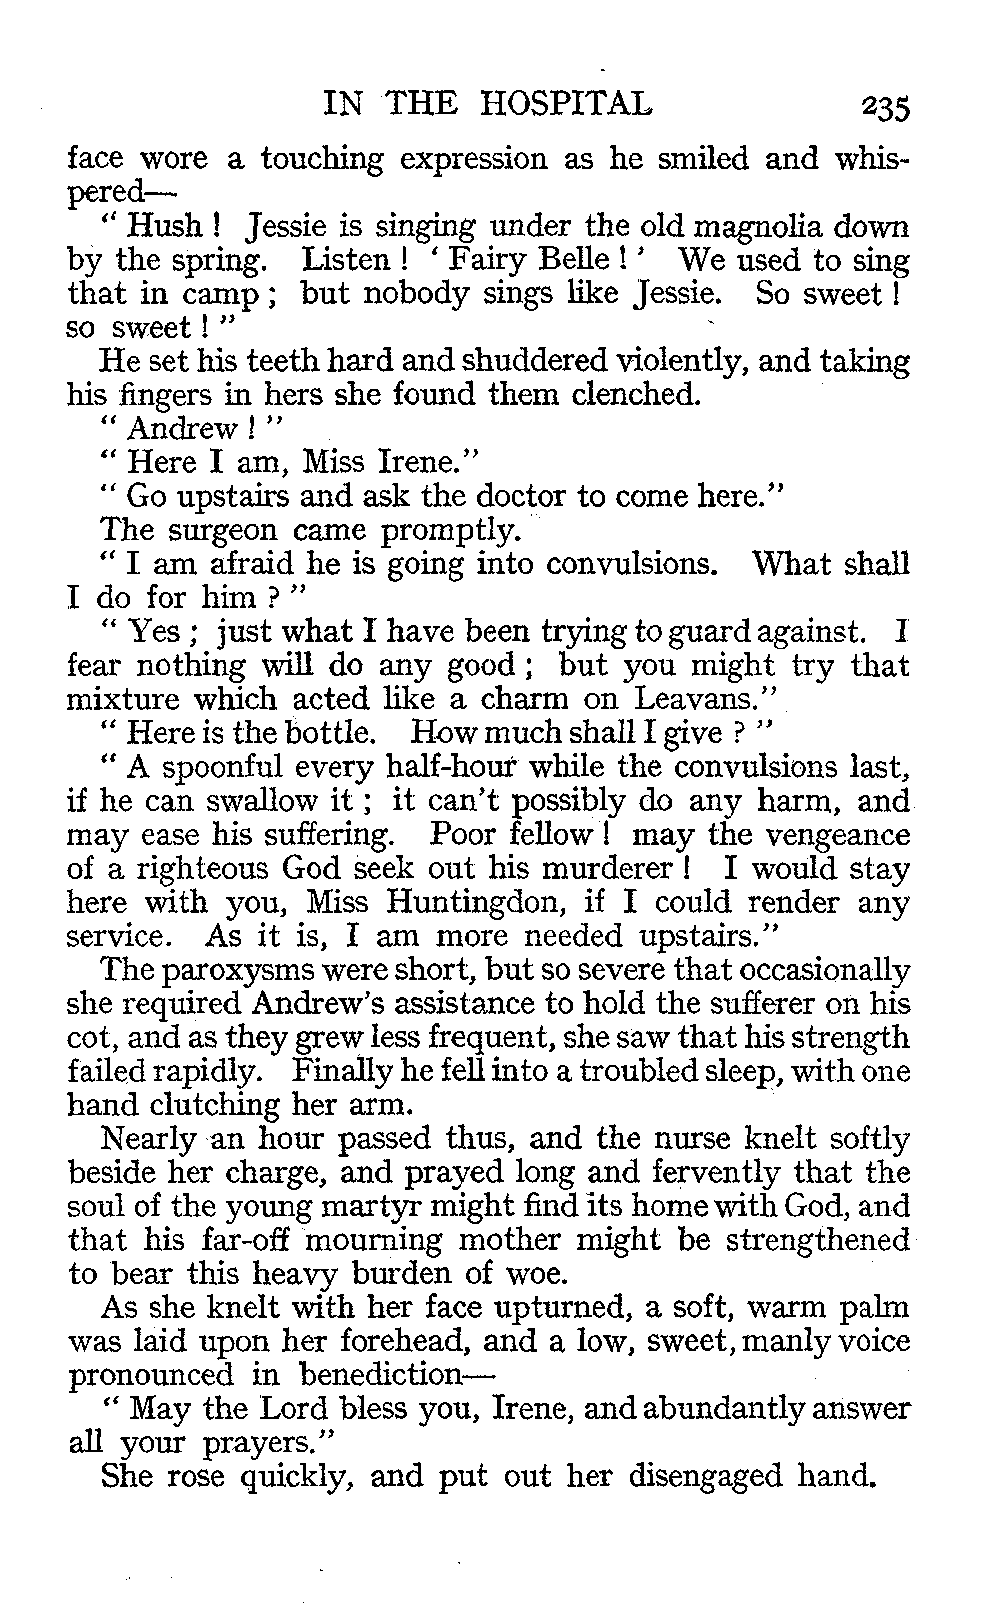 IN THE HOSPITAL 235
face wore a touching expression as he smiled and whis-
pered—
“ Hush ! Jessie is singing under the old magnolia down
by the spring. Listen ! ‘ Fairy Belle ! ’ We used to sing
that in camp ; but nobody sings like Jessie. So sweet !
so sweet ! ”
He set his teeth hard and shuddered violently, and taking
his fingers in hers she found them clenched.
“ Andrew ! ”
“ Here I am, Miss Irene.”
“ Go upstairs and ask the doctor to come here.”
The surgeon came promptly.
“ I am afraid he is going into convulsions. What shall
I do for him ? ”
“ Yes ; just what I have been trying to guard against. I
fear nothing will do any good ; but you might try that
mixture which acted like a charm on Leavans.”
“ Here is the bottle. How much shall I give ? ”
“ A spoonful every half-hour while the convulsions last,
if he can swallow it ; it can’t possibly do any harm, and
may ease his suffering. Poor fellow ! may the vengeance
of a righteous God seek out his murderer ! I would stay
here with you, Miss Huntingdon, if I could render any
service. As it is, I am more needed upstairs.”
The paroxysms were short, but so severe that occasionally
she required Andrew’s assistance to hold the sufferer on his
cot, and as they grew less frequent, she saw that his strength
failed rapidly. Finally he fell into a troubled sleep, with one
hand clutching her arm.
Nearly an hour passed thus, and the nurse knelt softly
beside her charge, and prayed long and fervently that the
soul of the young martyr might find its home with God, and
that his far-off mourning mother might be strengthened
to bear this heavy burden of woe.
As she knelt with her face upturned, a soft, warm palm
was laid upon her forehead, and a low, sweet, manly voice
pronounced in benediction—
“ May the Lord bless you, Irene, and abundantly answer
all your prayers.”
She rose quickly, and put out her disengaged hand.